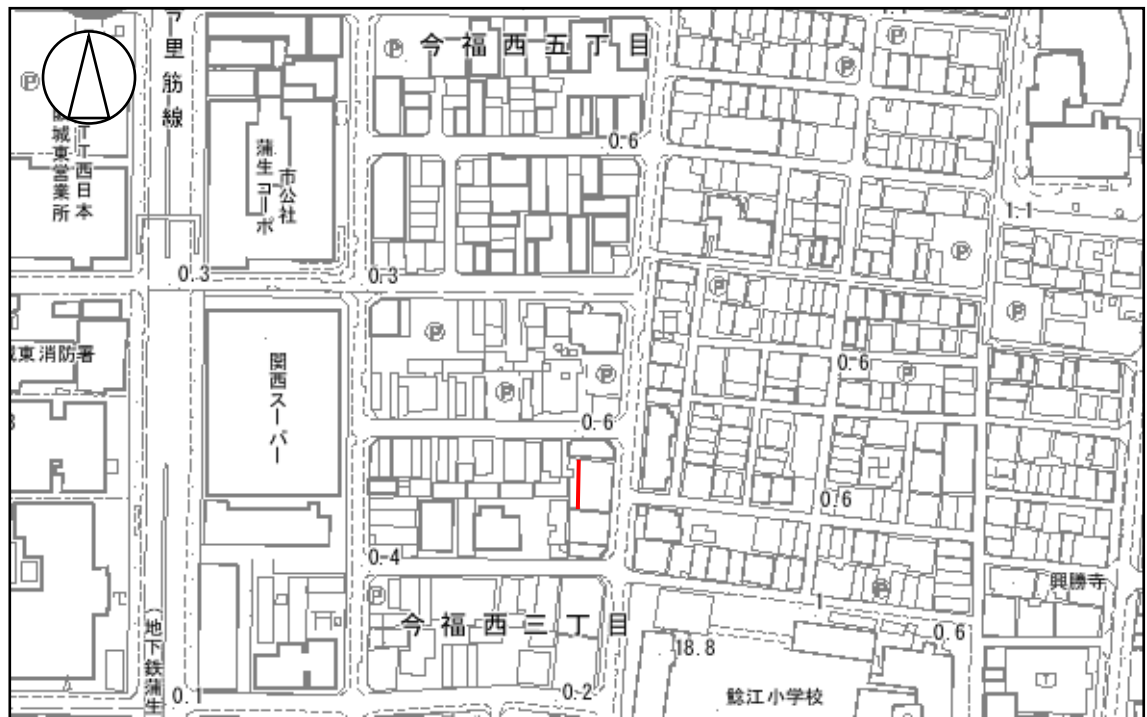 里筋線
今福西五丁目
市公社
蒲生コーポ
TT西日本
城東営業所
0.6
1.1
0.3
0.3
東消防署
関西スーパー
0.6
0.6
0.6
0.4
興勝寺
今福西三丁目
1
0.6
18.8
(地下鉄蒲生
0.1
0.2
鯰江小学校